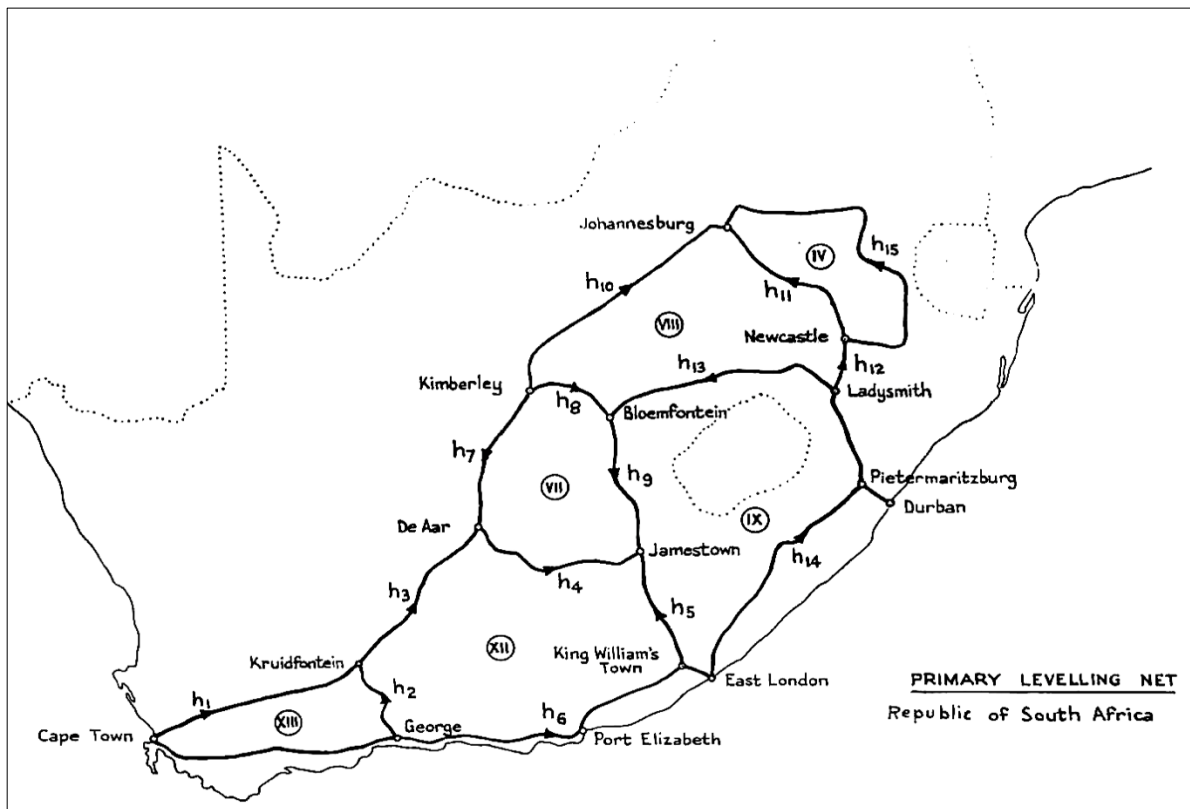 Johannesburg
IV
h15
h10
h11
VIII
Newcastle
h13
h12
Kimberley
h8
Bloemfontein
Ladysmith
h7
h9
VII
Pietermaritzburg
Durban
De Aar
IX
Jamestown
h14
h4
h3
h5
XII
King William's
Town
Kruidfontein
East London
PRIMARY LEVELLING NET
h1
h2
Republic of South Africa
XIII
George
h6
Cape Town
Port Elizabeth